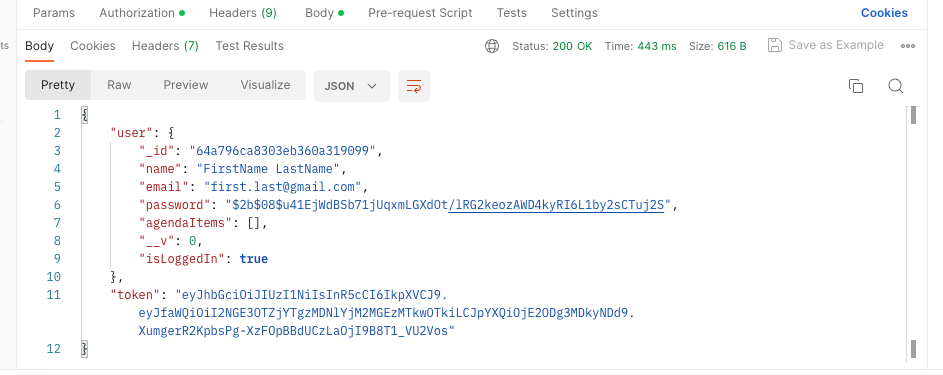 Params Authorization Headers (9) Body Pre-request Script Tests Settings Cookies
ts Body Cookies Headers (7) Test Results Status: 200 OK Time: 443 ms Size: 616 B Save as Example
Pretty Raw Preview Visualize JSON
1 {
2 "user": {
3 "_id": "64a796ca8303eb360a319099",
4 "name": "FirstName LastName",
5 "email": "first.last@gmail.com",
6 "password": "$2b$08$u41EjWdBSb71jUqxmLGXdOt/lRG2keozAWD4kyRI6L1by2sCTuj2S",
7 "agendaItems": [],
8 "__v": 0,
9 "isLoggedIn": true
10 },
11 "token": "eyJhbGciOiJIUzI1NiIsInR5cCI6IkpXVCJ9.
eyJfaWQiOiI2NGE3OTZjYTgzMDNlYjM2MGEzMTkwOTkiLCJpYXQiOjE2ODg3MDkyNDd9.
XumgerR2KpbsPg-XzFOpBBdUCzLaOjI9B8T1_VU2Vos"
12 }